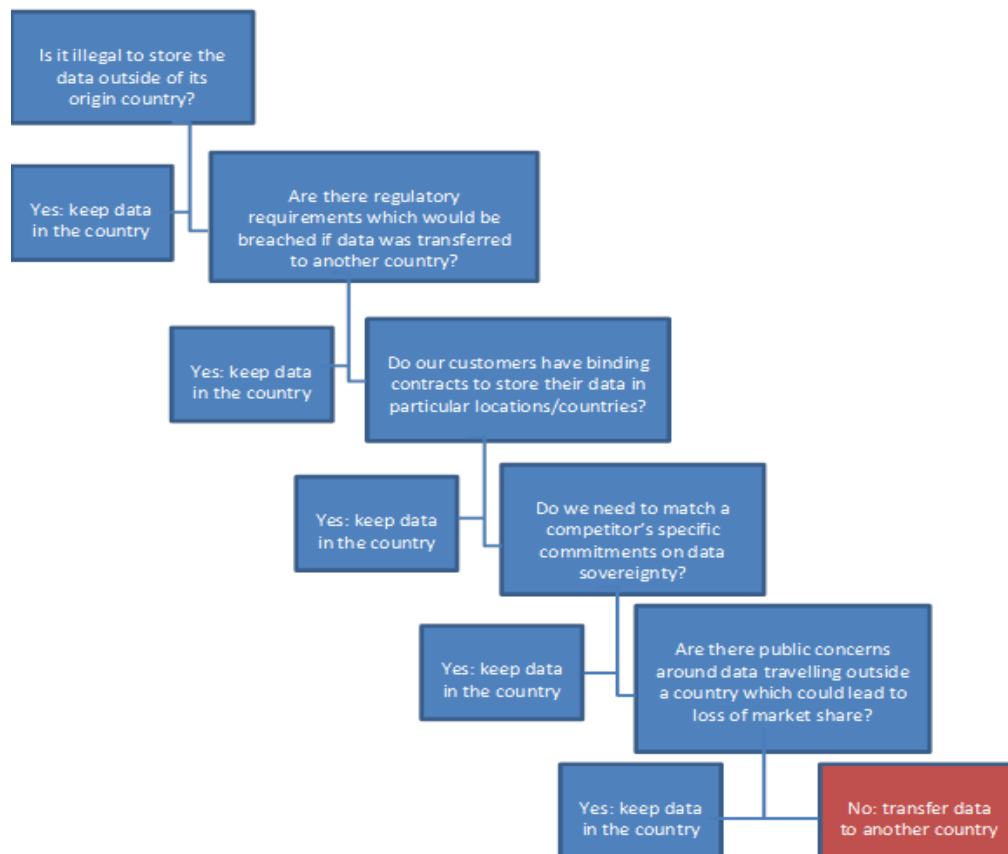 Is it illegal to store the
data outside of its
origin country?
Yes: keep data
in the country
Are there regulatory
requirements which would be
breached if data was transferred
to another country?
Yes: keep data
in the country
Do our customers have binding
contracts to store their data in
particular locations/countries?
Yes: keep data
in the country
Do we need to match a
competitor’s specific
commitments on data
sovereignty?
Yes: keep data
in the country
Are there public concerns
around data travelling outside
a country which could lead to
loss of market share?
Yes: keep data
in the country
No: transfer data
to another country